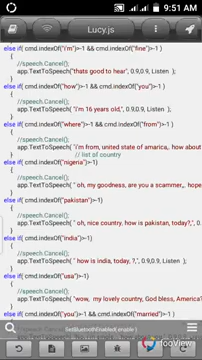 9:51 AM
Lucy.js
else if( cmd.indexOf("i'm")-1 && cmd.indexOf("fine")-1 )
{
//speech.Cancel();
app.TextToSpeech("thats good to hear", 0.9,0.9, Listen );
}
else if( cmd.indexOf("how")-1 && cmd.indexOf("you")-1 )
{
//speech.Cancel();
app.TextToSpeech("i'm 16 years old,", 0.9,0.9, Listen );
}
else if( cmd.indexOf("where")-1 && cmd.indexOf("from")-1 )
{
app.TextToSpeech("i'm from, united state of america, how about
// list of country
else if( cmd.indexOf("nigeria")-1)
{
app.TextToSpeech(" oh, my goodness, are you a scammer,, hope
}
else if( cmd.indexOf("pakistan")-1)
{
//speech.Cancel();
app.TextToSpeech(" oh, nice country, how is pakistan, today?,", 0.
}
else if( cmd.indexOf("india")-1)
{
//speech.Cancel();
app.TextToSpeech(" how is india, today, ?,", 0.9,0.9, Listen );
}
else if( cmd.indexOf("usa")-1)
{
//speech.Cancel();
app.TextToSpeech("wow, my lovely country, God bless, America
}
else if( cmd.indexOf("you")-1 && cmd.indexOf("married")-1 )
{
SetBluetoothEnabled( enable )
fooView